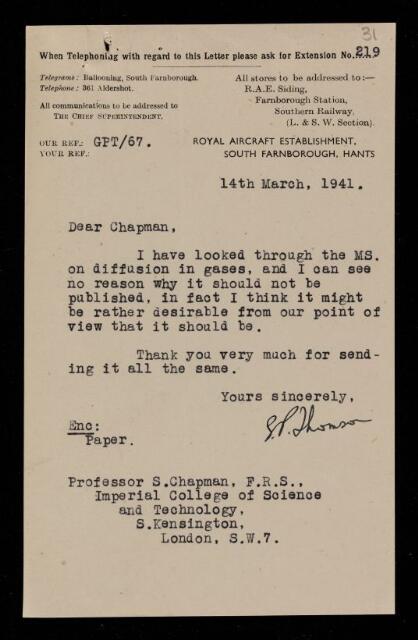 31
When Telephoning with regard to this Letter please ask for Extension No. 219
Telegrams: Ballooning, South Farnborough.
Telephone: 361 Aldershot.
All communications to be addressed to
THE CHIEF SUPERINTENDENT.
All stores to be addressed to:—
R.A.E. Siding,
Farnborough Station,
Southern Railway,
(L. & S. W. Section).
OUR REF.: GPT/67.
YOUR REF.:
ROYAL AIRCRAFT ESTABLISHMENT,
SOUTH FARNBOROUGH, HANTS
14th March, 1941.
Dear Chapman,
I have looked through the MS.
on diffusion in gases, and I can see
no reason why it should not be
published, in fact I think it might
be rather desirable from our point of
view that it should be.
Thank you very much for send-
ing it all the same.
Yours sincerely,
G.P. Thomson
Enc:
Paper.
Professor S.Chapman, F.R.S.,
Imperial College of Science
and Technology,
S.Kensington,
London, S.W.7.